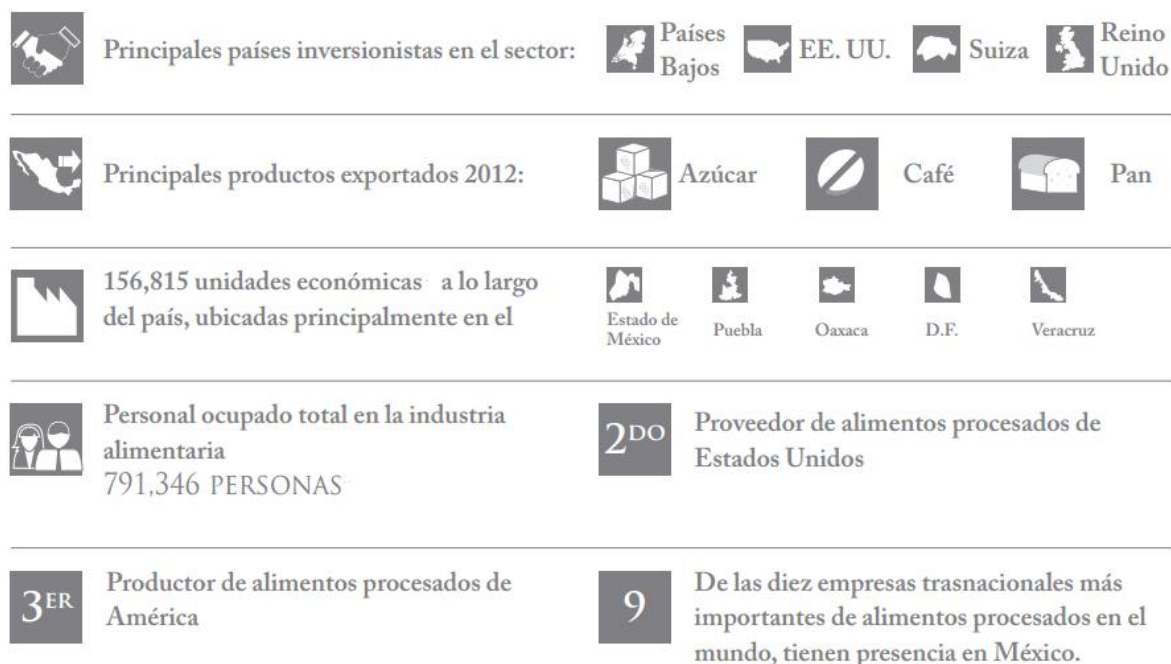 Principales países inversionistas en el sector:
Países
Bajos
EE. UU.
Suiza
Reino
Unido
Principales productos exportados 2012:
Azúcar
Café
Pan
156,815 unidades económicas a lo largo
del país, ubicadas principalmente en el
Estado de
México
Puebla
Oaxaca
D.F.
Veracruz
Personal ocupado total en la industria
alimentaria
791,346 PERSONAS
2DO
Proveedor de alimentos procesados de
Estados Unidos
3ER
Productor de alimentos procesados de
América
9
De las diez empresas trasnacionales más
importantes de alimentos procesados en el
mundo, tienen presencia en México.